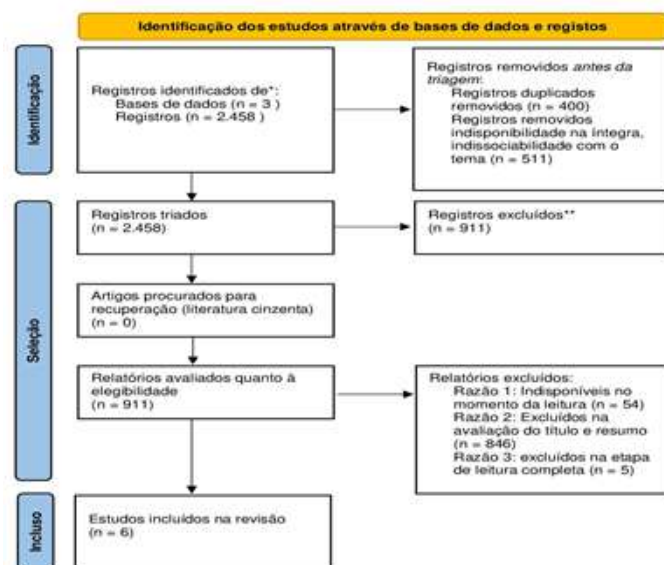 Identificação dos estudos através de bases de dados e registos
Identificação
Registros identificados de*:
Bases de dados (n = 3 )
Registros (n = 2.458 )
Registros removidos antes da
triagem:
Registros duplicados
removidos (n = 400)
Registros removidos
indisponibilidade na íntegra,
indissociabilidade com o
tema (n = 511)
Seleção
Registros triados
(n = 2.458)
Registros excluídos**
(n = 911)
Artigos procurados para
recuperação (literatura cinzenta)
(n = 0)
Relatórios avaliados quanto à
elegibilidade
(n = 911)
Relatórios excluídos:
Razão 1: Indisponíveis no
momento da leitura (n = 54)
Razão 2: Excluídos na
avaliação do título e resumo
(n = 846)
Razão 3: excluídos na etapa
de leitura completa (n = 5)
Incluso
Estudos incluídos na revisão
(n = 6)